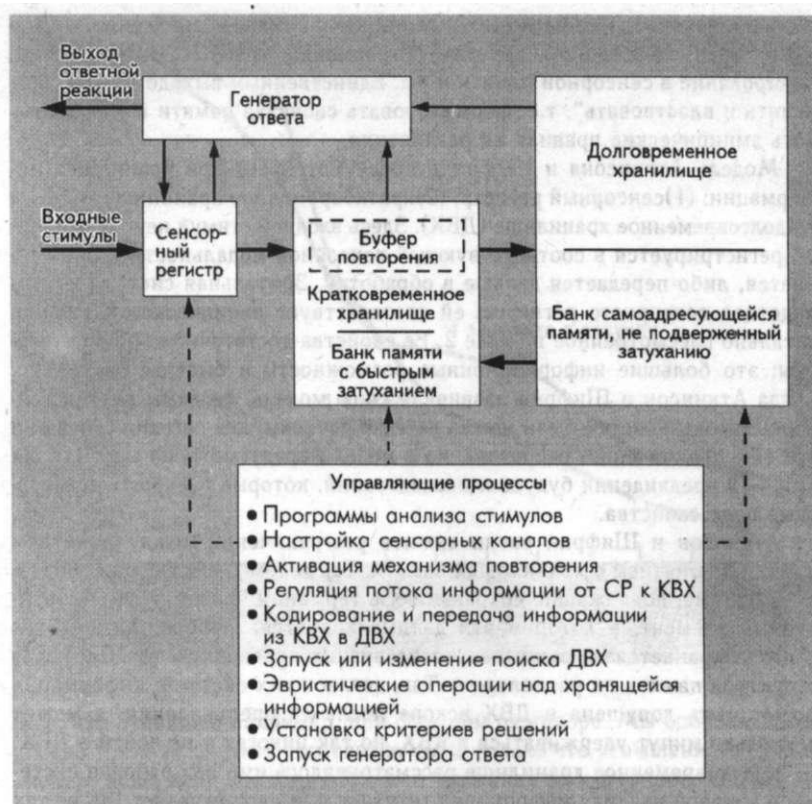 Выход
ответной
реакции
Генератор
ответа
Долговременное
хранилище
Входные
стимулы
Сенсор-
ный
регистр
Буфер
повторения
Кратковременное
хранилище
Банк памяти
с быстрым
затуханием
Банк самоадресующейся
памяти, не подверженный
затуханию
Управляющие процессы
● Программы анализа стимулов
● Настройка сенсорных каналов
● Активация механизма повторения
● Регуляция потока информации от СР к КВХ
● Кодирование и передача информации
из КВХ в ДВХ
● Запуск или изменение поиска ДВХ
● Эвристические операции над хранящейся
информацией
● Установка критериев решений
● Запуск генератора ответа